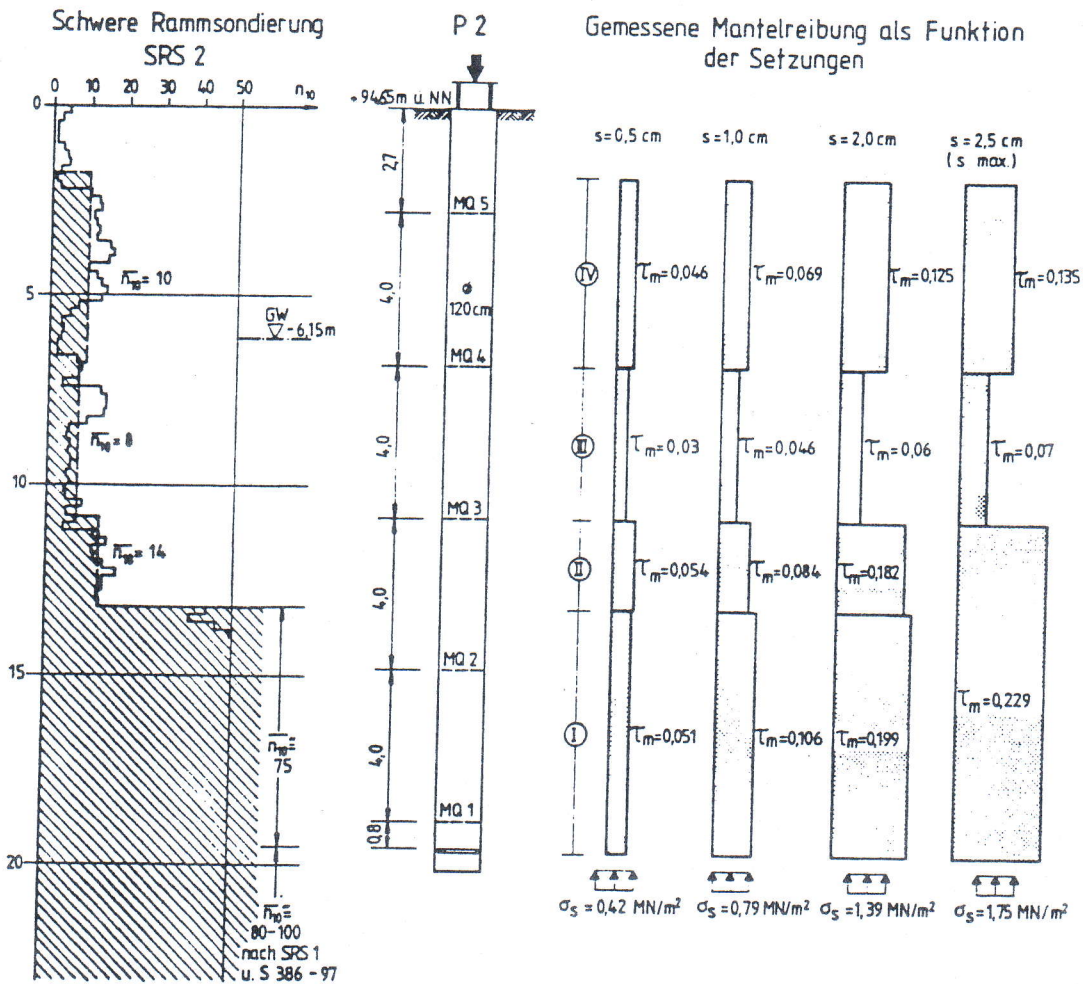 Schwere Rammsondierung
SRS 2
0 10 20 30 40 50 n₁₀
0
5
10
15
20
n₁₀ = 10
GW
-6,15m
n₁₀ = 8
n₁₀ = 14
n₁₀ =
75
n₁₀ =
80-100
nach SRS 1
u. S 386 - 97
P 2
ü. NN
2,7
MQ 5
4,0
ø
120cm
MQ 4
4,0
MQ 3
4,0
MQ 2
4,0
MQ 1
0,8
Gemessene Mantelreibung als Funktion
der Setzungen
s=0,5 cm
s=1,0 cm
s=2,0 cm
s=2,5 cm
(s max.)
IV
τm=0,046
τm=0,069
τm=0,125
τm=0,135
III
τm=0,03
τm=0,046
τm=0,06
τm=0,07
II
τm=0,054
τm=0,084
τm=0,182
I
τm=0,051
τm=0,106
τm=0,199
τm=0,229
σs=0,42 MN/m²
σs=0,79 MN/m²
σs=1,39 MN/m²
σs=1,75 MN/m²